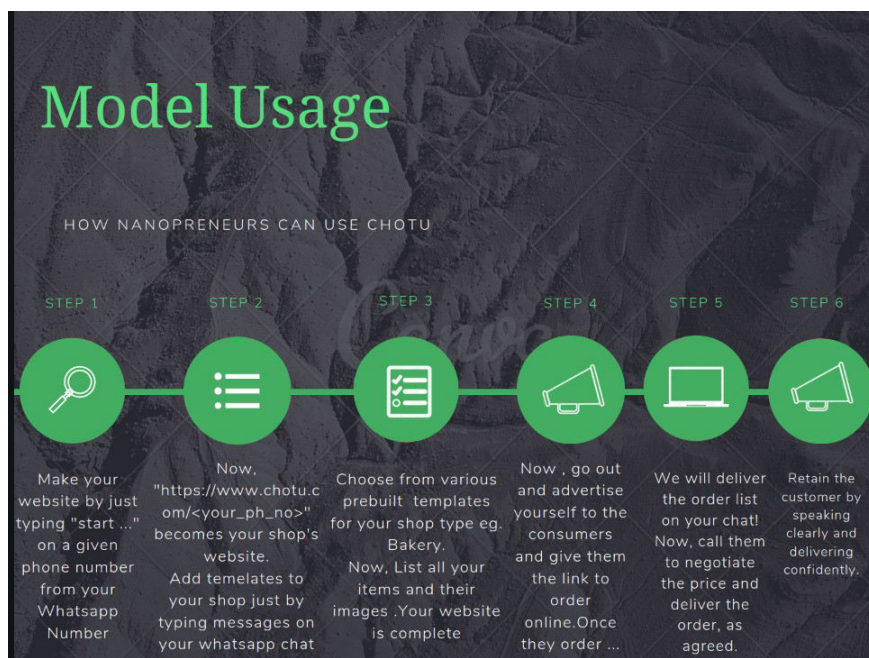 Model Usage
HOW NANOPRENEURS CAN USE CHOTU
STEP 1
Make your
website by just
typing "start ..."
on a given
phone number
from your
Whatsapp
Number
STEP 2
Now,
"https://www.chotu.c
om/<your_ph_no>"
becomes your shop's
website.
Add temelates to
your shop just by
typing messages on
your whatsapp chat
STEP 3
Choose from various
prebuilt templates
for your shop type eg.
Bakery.
Now, List all your
items and their
images .Your website
is complete
STEP 4
Now , go out
and advertise
yourself to the
consumers
and give them
the link to
order
online.Once
they order ...
STEP 5
We will deliver
the order list
on your chat!
Now, call them
to negotiate
the price and
deliver the
order, as
agreed.
STEP 6
Retain the
customer by
speaking
clearly and
delivering
confidently.
Canva